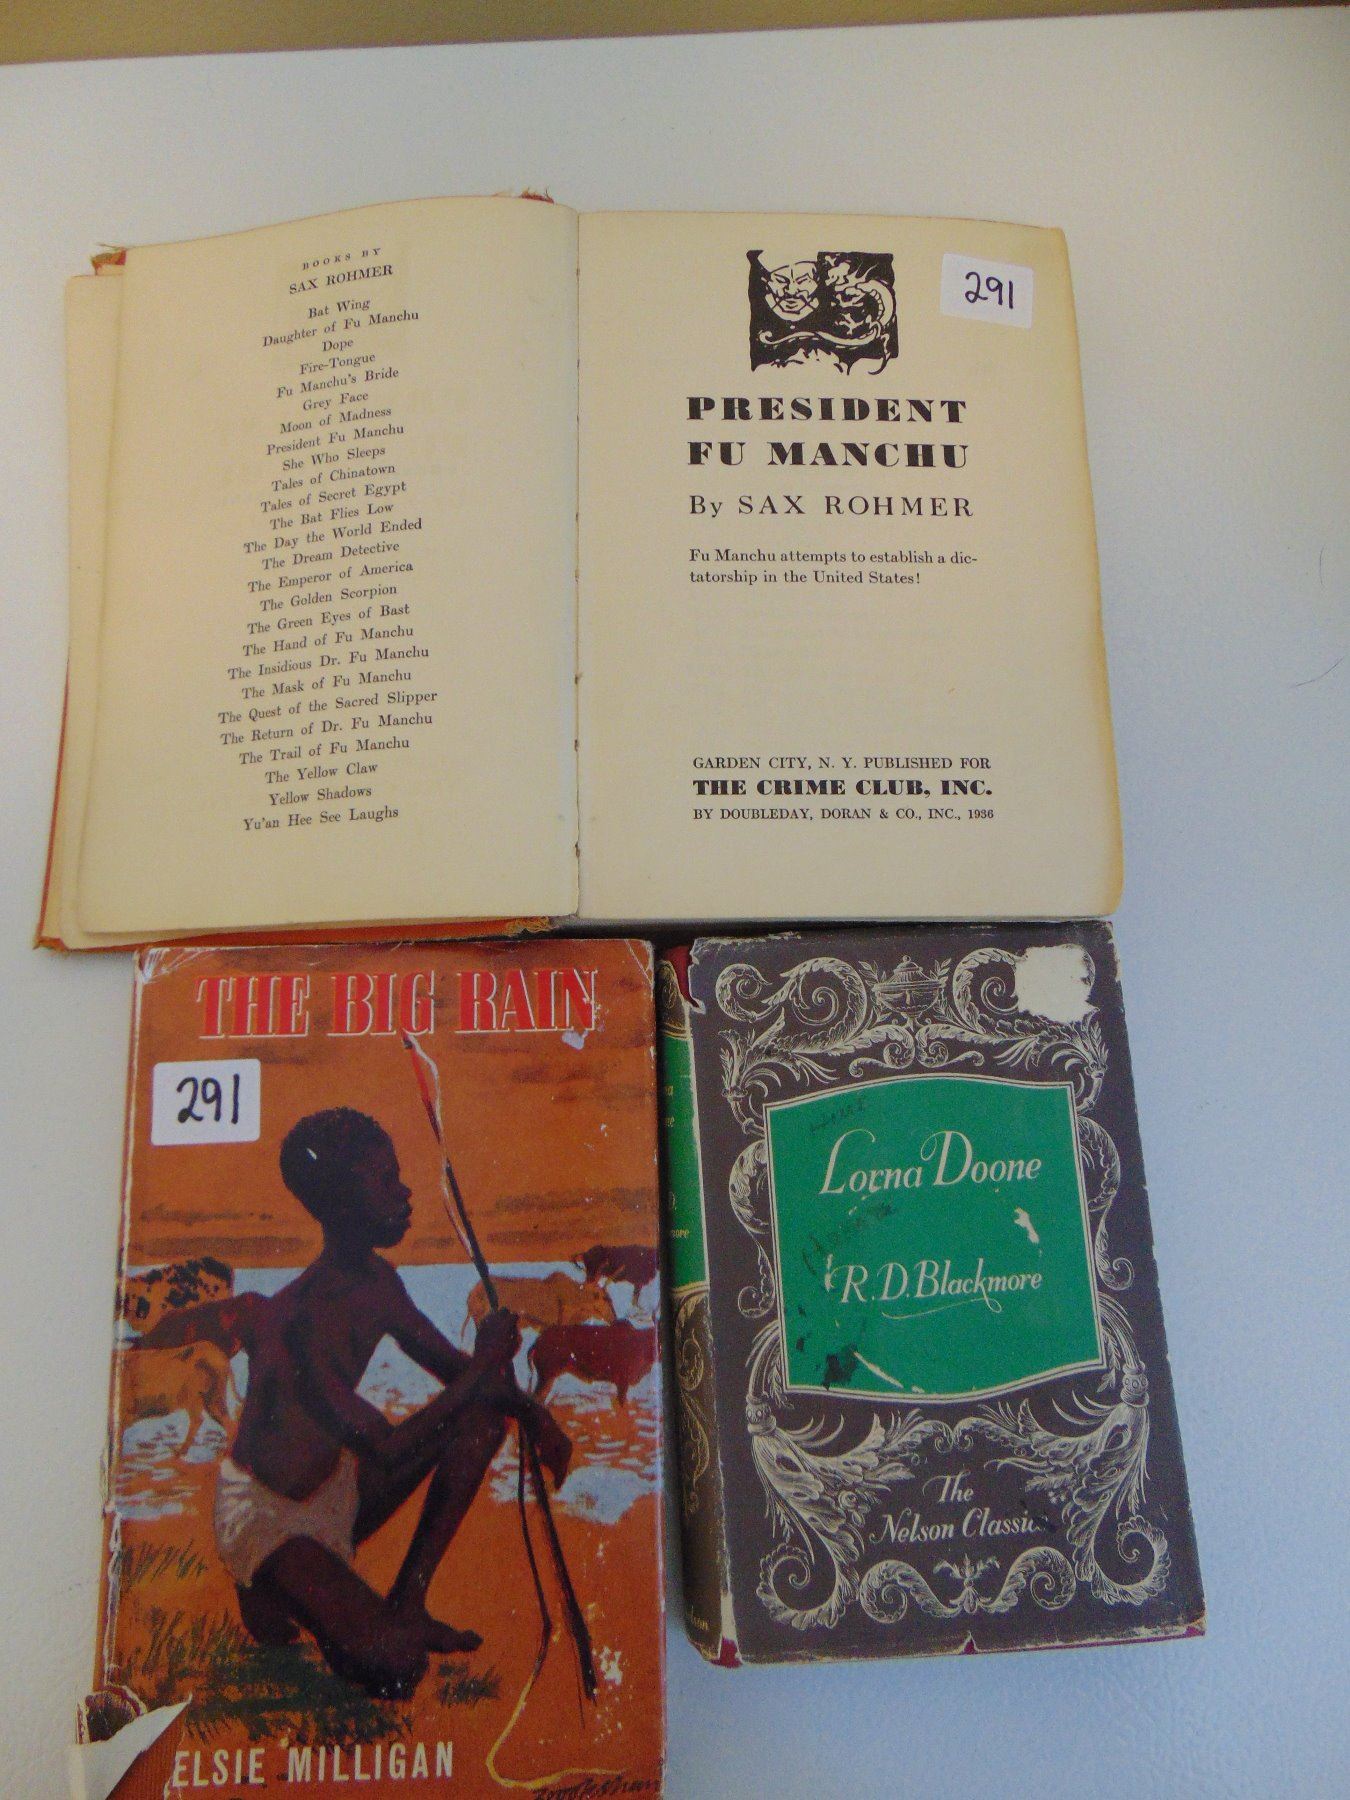 BOOKS BY
SAX ROHMER
Bat Wing
Daughter of Fu Manchu
Dope
Fire-Tongue
Fu Manchu's Bride
Grey Face
Moon of Madness
President Fu Manchu
She Who Sleeps
Tales of Chinatown
Tales of Secret Egypt
The Bat Flies Low
The Day the World Ended
The Dream Detective
The Emperor of America
The Golden Scorpion
The Green Eyes of Bast
The Hand of Fu Manchu
The Insidious Dr. Fu Manchu
The Mask of Fu Manchu
The Quest of the Sacred Slipper
The Return of Dr. Fu Manchu
The Trail of Fu Manchu
The Yellow Claw
Yellow Shadows
Yu'an Hee See Laughs
291
PRESIDENT
FU MANCHU
By SAX ROHMER
Fu Manchu attempts to establish a dic-
tatorship in the United States!
GARDEN CITY, N. Y. PUBLISHED FOR
THE CRIME CLUB, INC.
BY DOUBLEDAY, DORAN & CO., INC., 1936
THE BIG RAIN
291
ELSIE MILLIGAN
Lorna Doone
R. D. Blackmore
The
Nelson Classics